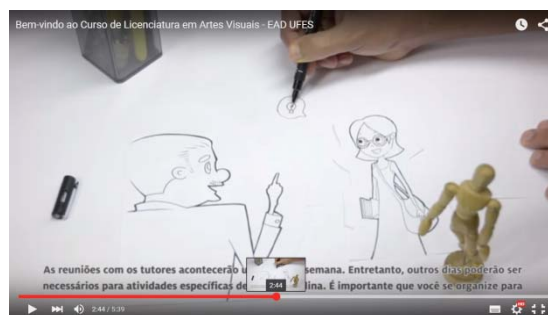 Bem-vindo ao Curso de Licenciatura em Artes Visuais - EAD UFES
As reuniões com os tutores acontecerão u semana. Entretanto, outros dias poderão ser
necessários para atividades específicas de lina. É importante que você se organize para
2:44
2:44 / 5:39